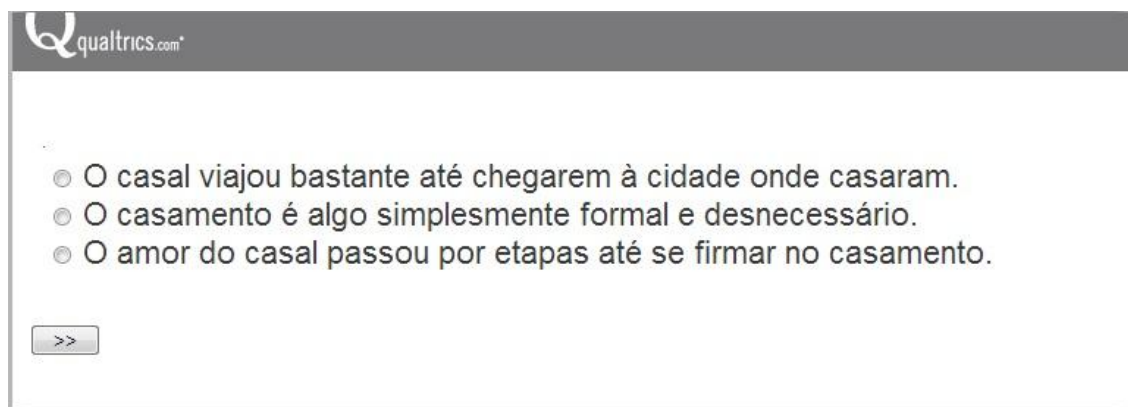 qualtrics.com
O casal viajou bastante até chegarem à cidade onde casaram.
O casamento é algo simplesmente formal e desnecessário.
O amor do casal passou por etapas até se firmar no casamento.
>>